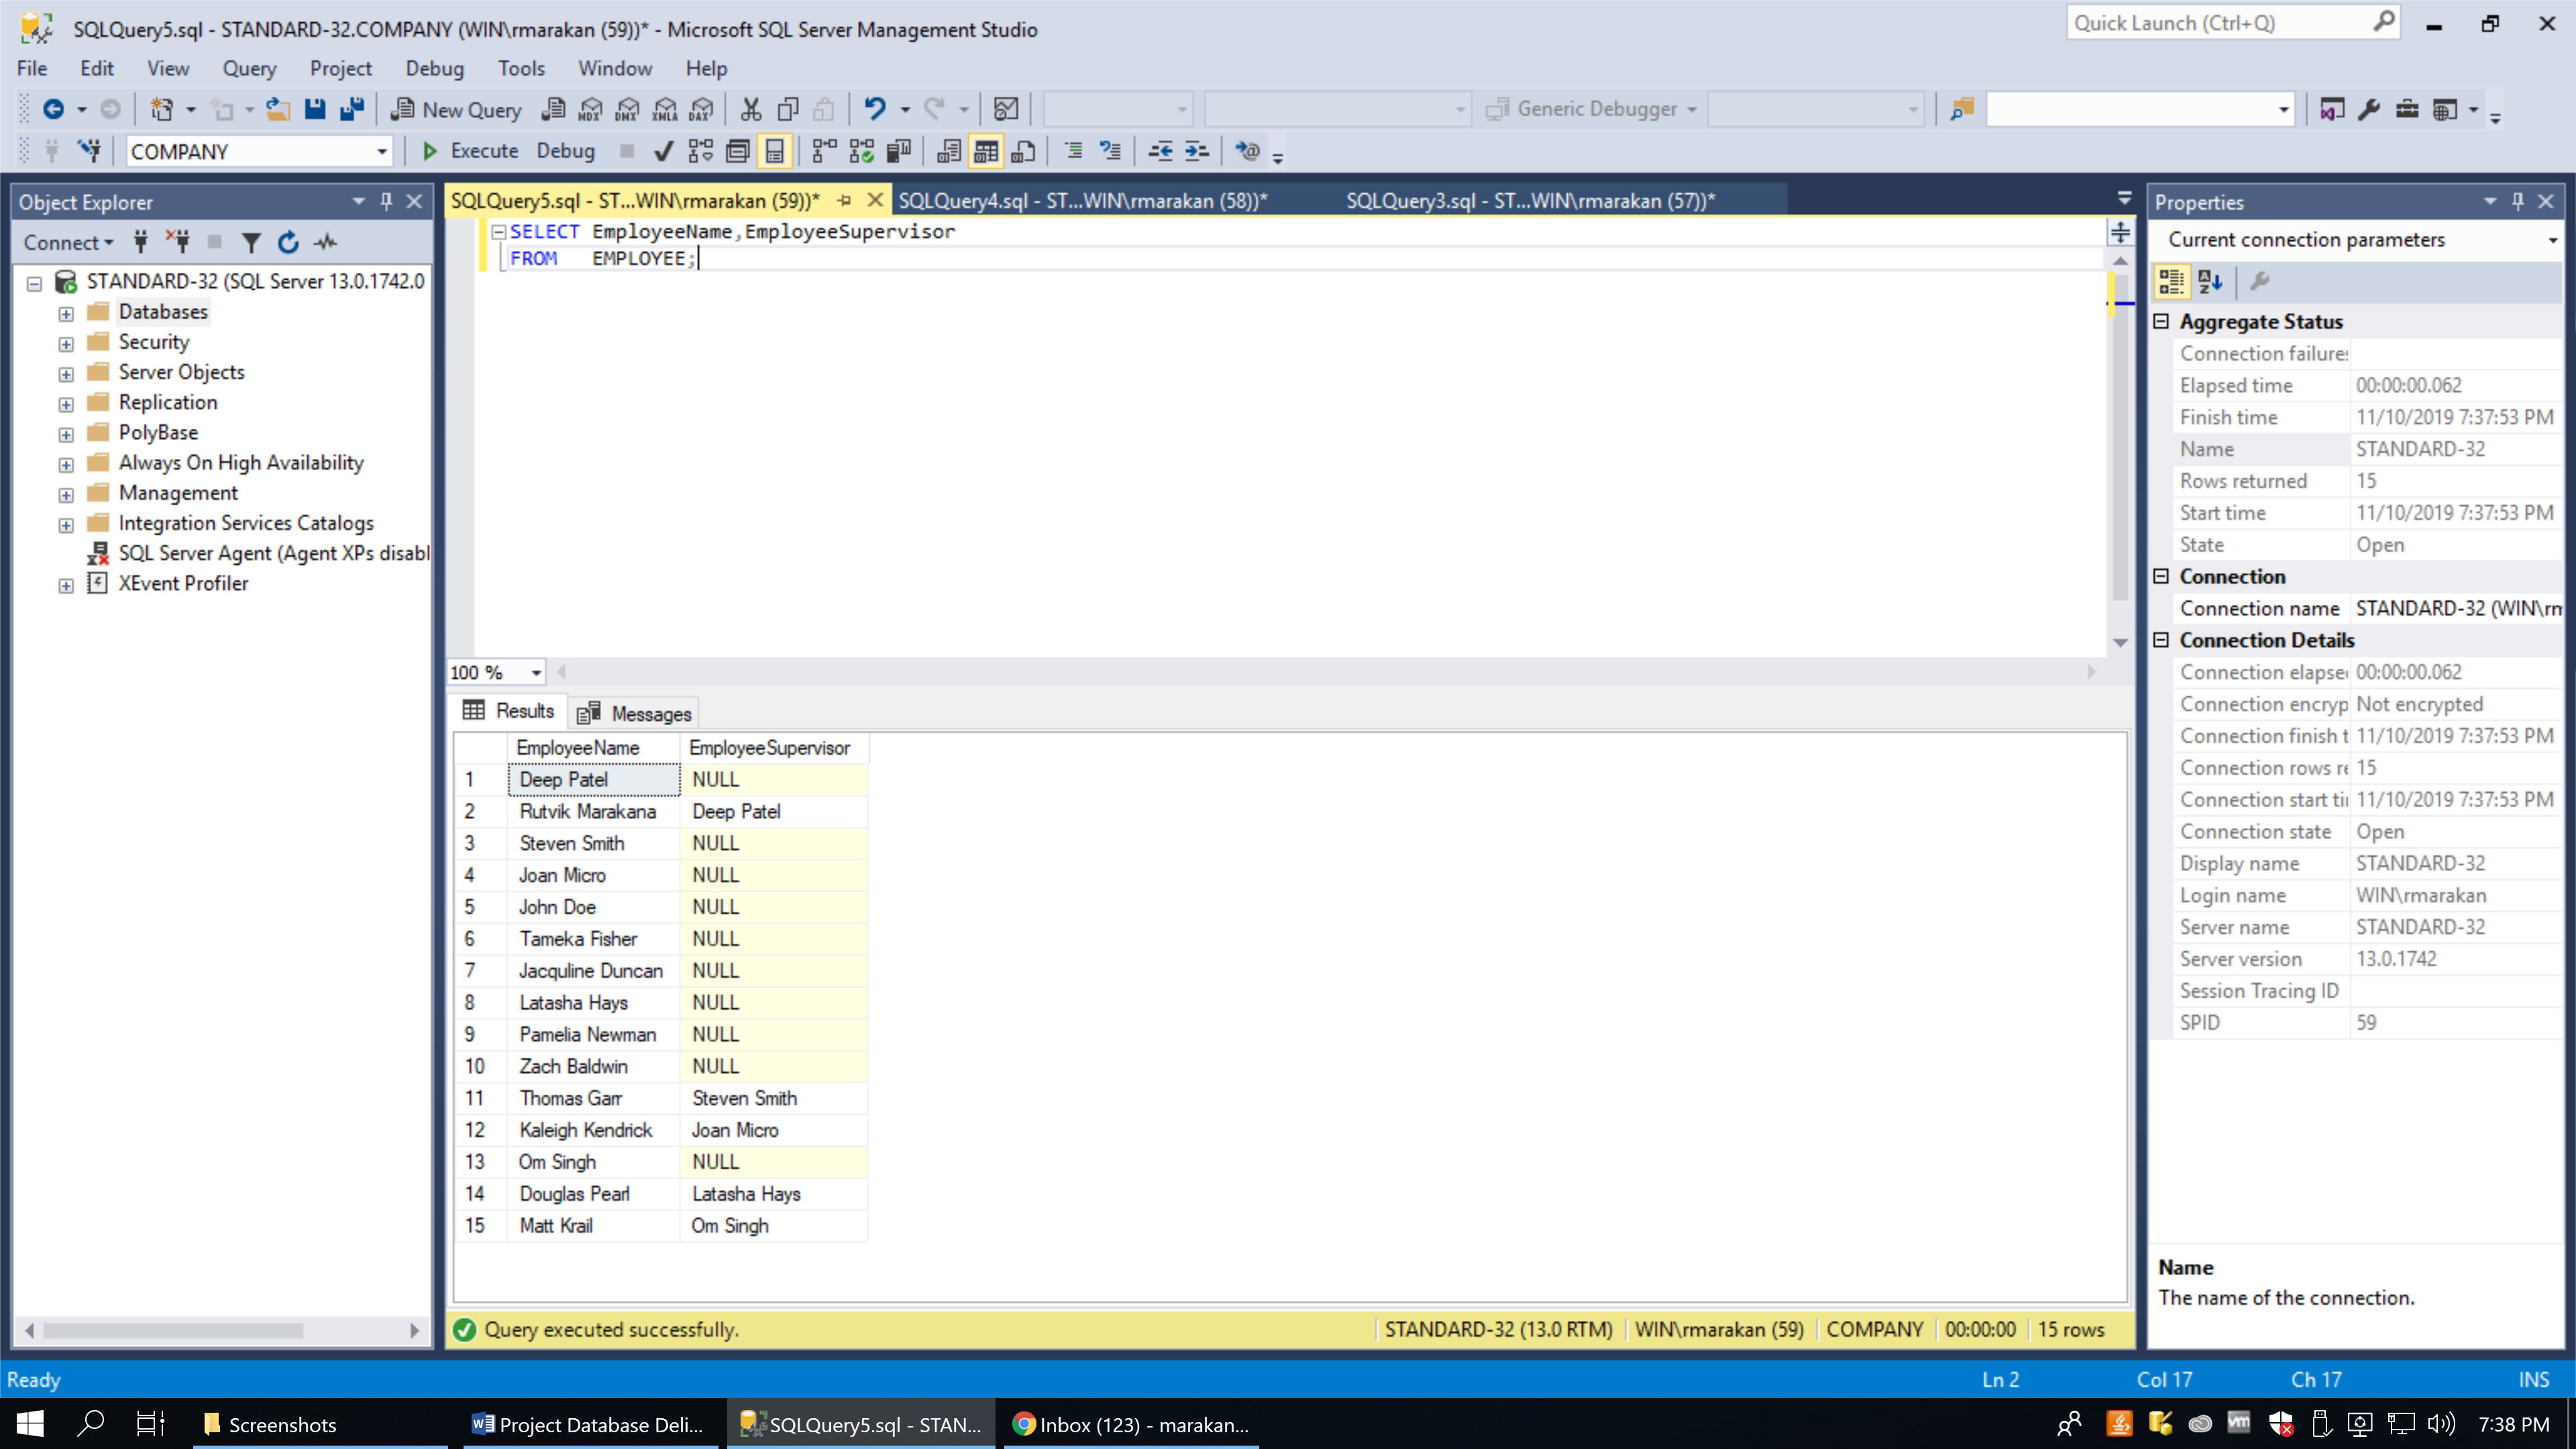 SQLQuery5.sql - STANDARD-32.COMPANY (WIN\rmarakan (59))* - Microsoft SQL Server Management Studio
Quick Launch (Ctrl+Q)
File Edit View Query Project Debug Tools Window Help
New Query MDX DMX XMLA DAX Generic Debugger
COMPANY Execute Debug
Object Explorer
Connect
STANDARD-32 (SQL Server 13.0.1742.0
Databases
Security
Server Objects
Replication
PolyBase
Always On High Availability
Management
Integration Services Catalogs
SQL Server Agent (Agent XPs disabl
XEvent Profiler
SQLQuery5.sql - ST...WIN\rmarakan (59))* SQLQuery4.sql - ST...WIN\rmarakan (58))* SQLQuery3.sql - ST...WIN\rmarakan (57))*
SELECT EmployeeName,EmployeeSupervisor
FROM EMPLOYEE;
100 %
Results Messages
EmployeeName EmployeeSupervisor
1 Deep Patel NULL
2 Rutvik Marakana Deep Patel
3 Steven Smith NULL
4 Joan Micro NULL
5 John Doe NULL
6 Tameka Fisher NULL
7 Jacquline Duncan NULL
8 Latasha Hays NULL
9 Pamelia Newman NULL
10 Zach Baldwin NULL
11 Thomas Garr Steven Smith
12 Kaleigh Kendrick Joan Micro
13 Om Singh NULL
14 Douglas Pearl Latasha Hays
15 Matt Krail Om Singh
Query executed successfully. STANDARD-32 (13.0 RTM) WIN\rmarakan (59) COMPANY 00:00:00 15 rows
Properties
Current connection parameters
Aggregate Status
Connection failures
Elapsed time 00:00:00.062
Finish time 11/10/2019 7:37:53 PM
Name STANDARD-32
Rows returned 15
Start time 11/10/2019 7:37:53 PM
State Open
Connection
Connection name STANDARD-32 (WIN\rm
Connection Details
Connection elapse 00:00:00.062
Connection encryp Not encrypted
Connection finish t 11/10/2019 7:37:53 PM
Connection rows re 15
Connection start tir 11/10/2019 7:37:53 PM
Connection state Open
Display name STANDARD-32
Login name WIN\rmarakan
Server name STANDARD-32
Server version 13.0.1742
Session Tracing ID
SPID 59
Name
The name of the connection.
Ready Ln 2 Col 17 Ch 17 INS
Screenshots Project Database Deli... SQLQuery5.sql - STAN... Inbox (123) - marakan... 7:38 PM